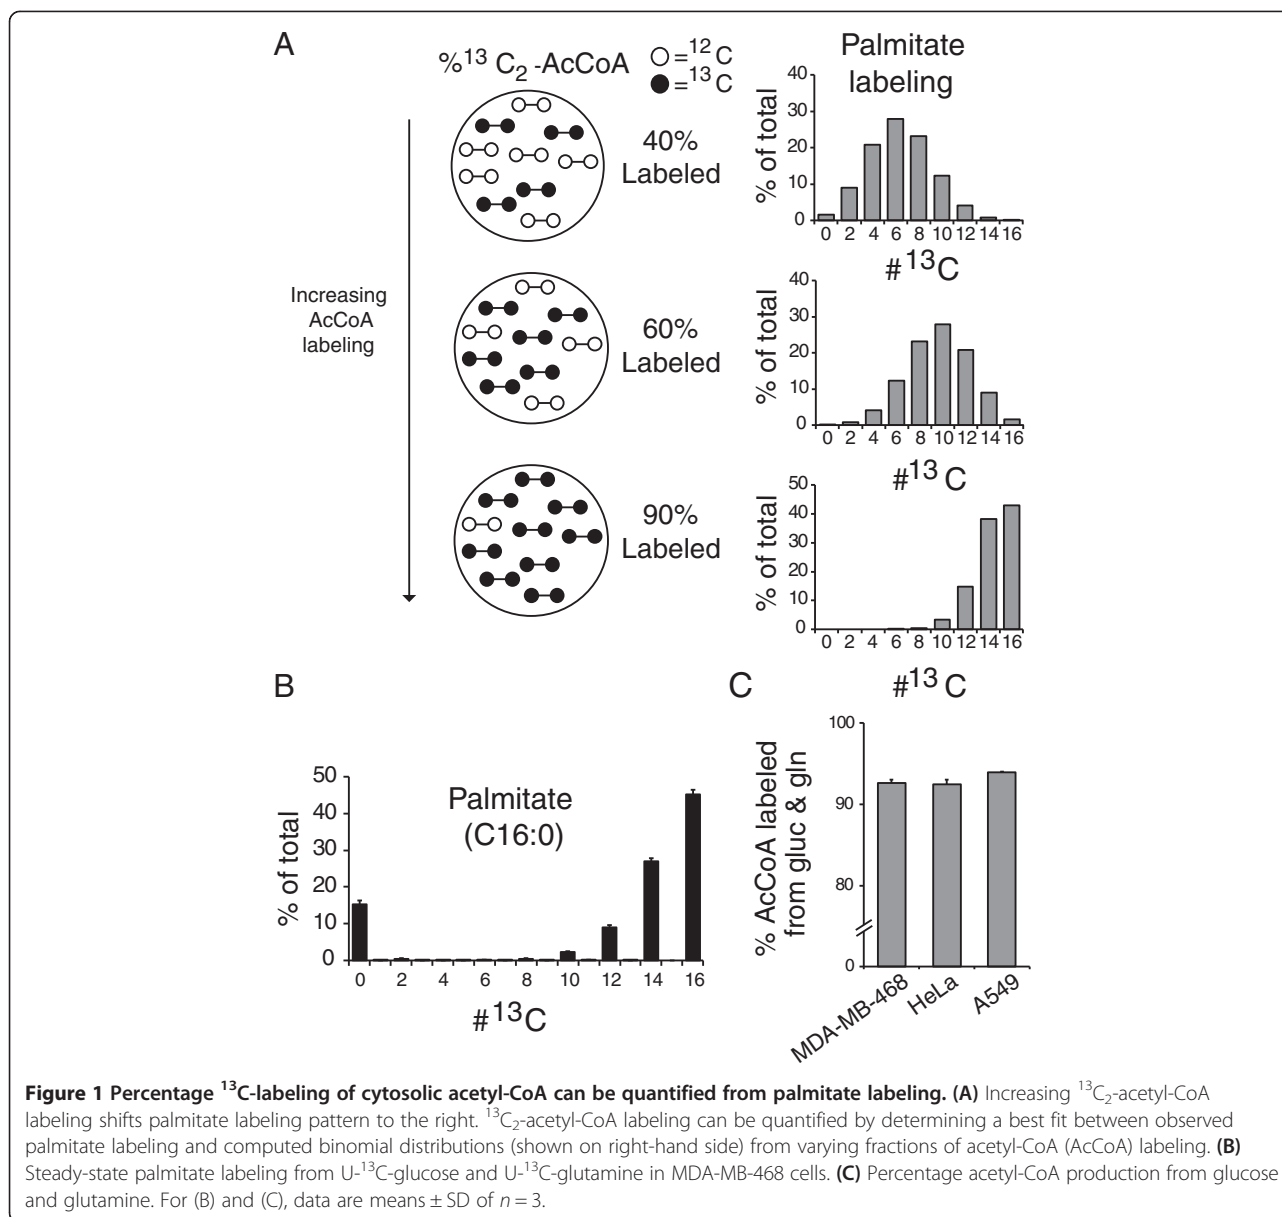 A
%¹³C₂-AcCoA
○=¹²C
●=¹³C
Palmitate
labeling
Increasing
AcCoA
labeling
40%
Labeled
% of total
40
30
20
10
0
0 2 4 6 8 10 12 14 16
#¹³C
60%
Labeled
% of total
40
30
20
10
0
0 2 4 6 8 10 12 14 16
#¹³C
90%
Labeled
% of total
50
40
30
20
10
0
0 2 4 6 8 10 12 14 16
#¹³C
B
Palmitate
(C16:0)
% of total
50
40
30
20
10
0
0 2 4 6 8 10 12 14 16
#¹³C
C
% AcCoA labeled
from gluc & gln
100
90
80
0
MDA-MB-468
HeLa
A549
Figure 1 Percentage ¹³C-labeling of cytosolic acetyl-CoA can be quantified from palmitate labeling. (A) Increasing ¹³C₂-acetyl-CoA
labeling shifts palmitate labeling pattern to the right. ¹³C₂-acetyl-CoA labeling can be quantified by determining a best fit between observed
palmitate labeling and computed binomial distributions (shown on right-hand side) from varying fractions of acetyl-CoA (AcCoA) labeling. (B)
Steady-state palmitate labeling from U-¹³C-glucose and U-¹³C-glutamine in MDA-MB-468 cells. (C) Percentage acetyl-CoA production from glucose
and glutamine. For (B) and (C), data are means ± SD of n = 3.